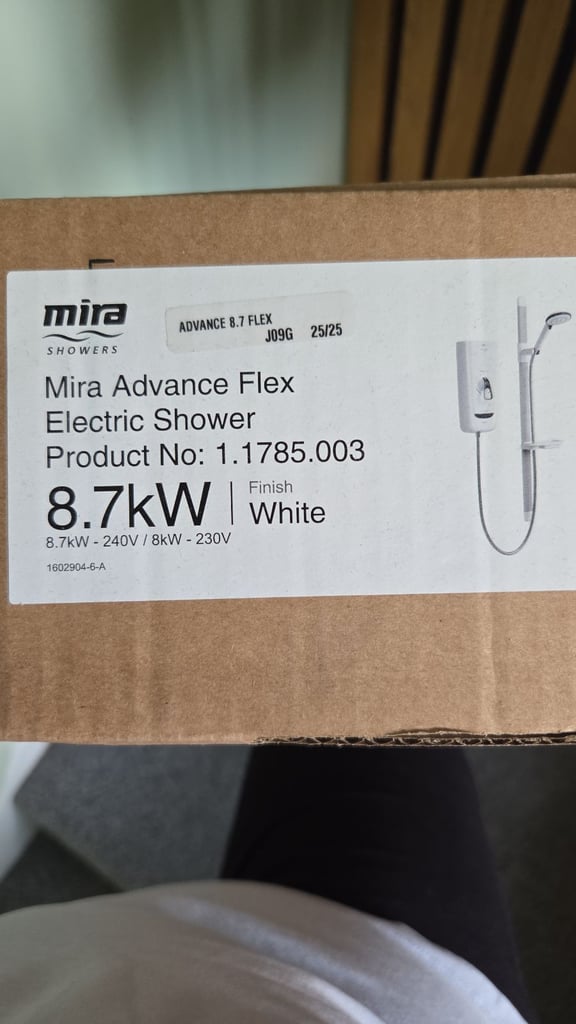 mira
SHOWERS
ADVANCE 8.7 FLEX
J09G 25/25
Mira Advance Flex
Electric Shower
Product No: 1.1785.003
8.7kW
Finish
White
8.7kW - 240V / 8kW - 230V
1602904-6-A